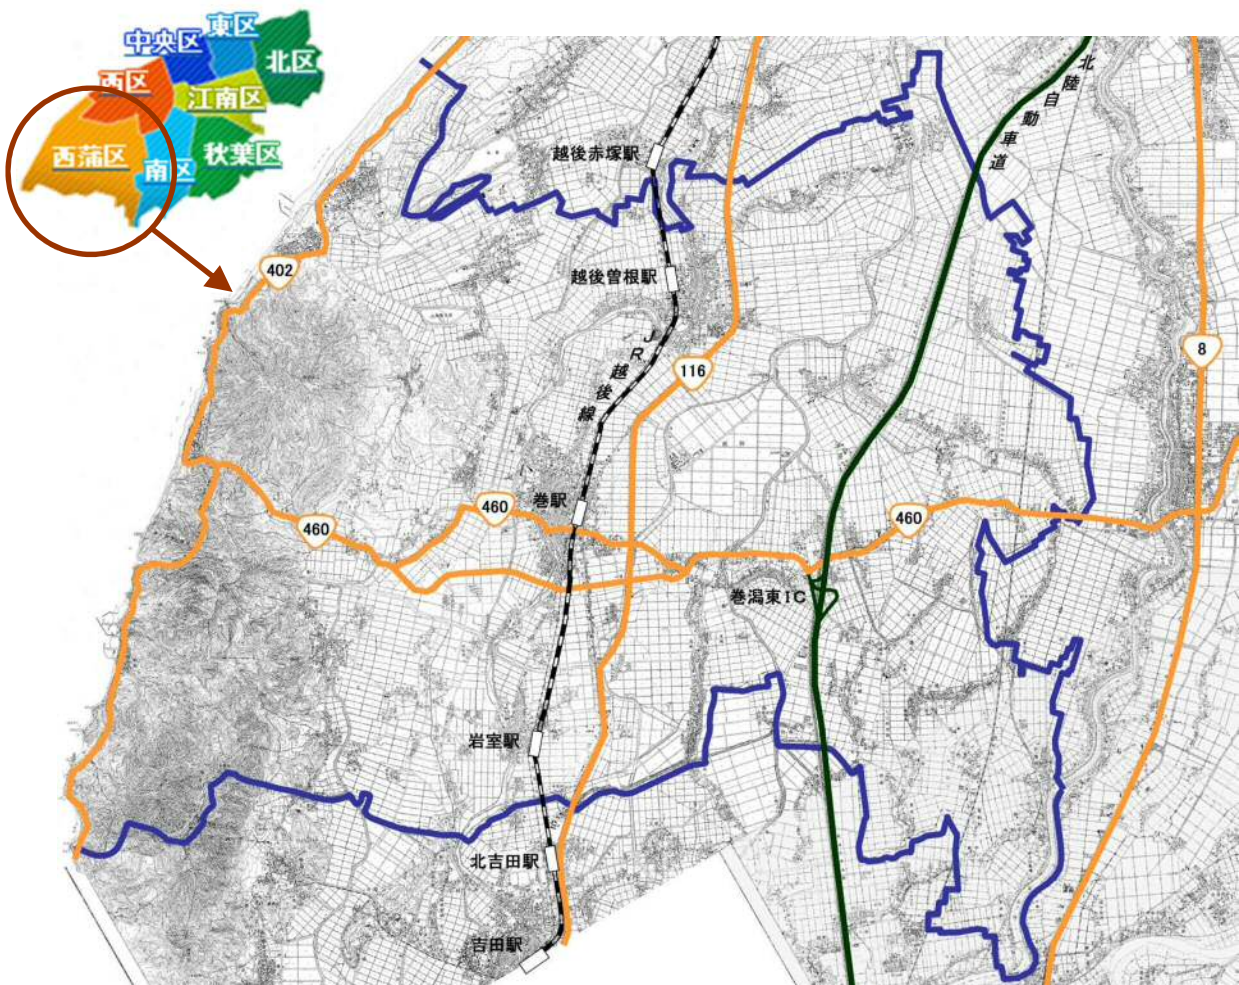 東区
中央区
北区
西区
江南区
西蒲区
秋葉区
南区
北陸自動車道
越後赤塚駅
402
越後曽根駅
JR越後線
8
116
460
巻駅
460
460
巻潟東IC
岩室駅
北吉田駅
吉田駅